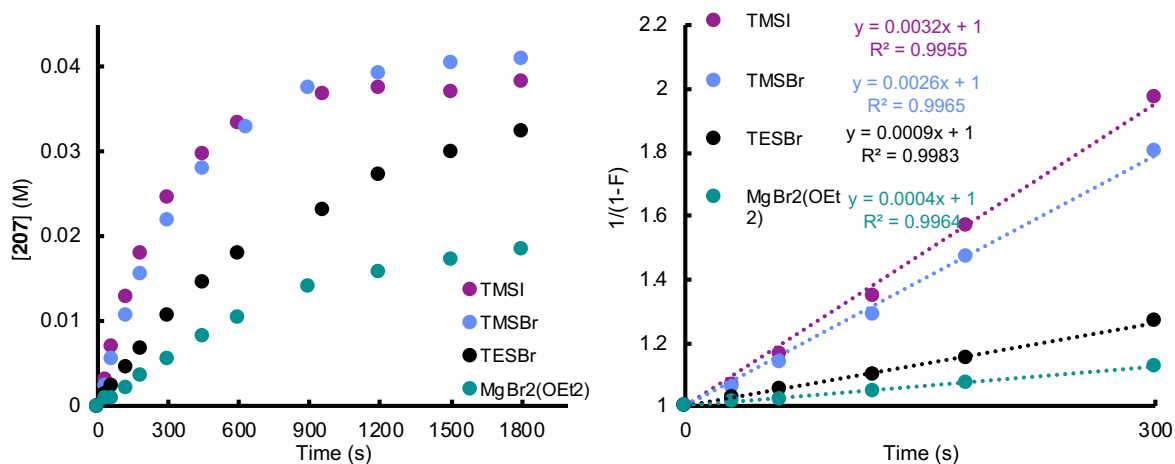 [207] (M)
0.04
0.03
0.02
0.01
0
0 300 600 900 1200 1500 1800
Time (s)
TMSI
TMSBr
TESBr
MgBr2(OEt2)
1/(1-F)
2.2
2
1.8
1.6
1.4
1.2
1
0 300
Time (s)
TMSI
y = 0.0032x + 1
R² = 0.9955
TMSBr
y = 0.0026x + 1
R² = 0.9965
TESBr
y = 0.0009x + 1
R² = 0.9983
MgBr2(OEt
2)
y = 0.0004x + 1
R² = 0.9964